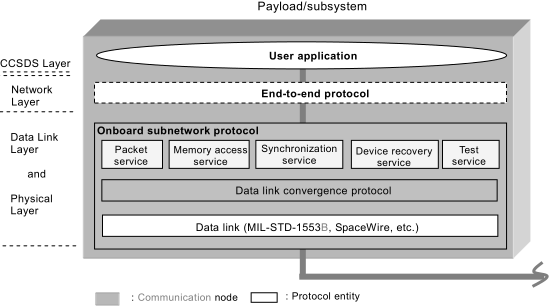 Payload/subsystem
User application
CCSDS Layer
Network
Layer
End-to-end protocol
Data Link
Layer
and
Physical
Layer
Onboard subnetwork protocol
Packet
service
Memory access
service
Synchronization
service
Device recovery
service
Test
service
Data link convergence protocol
Data link (MIL-STD-1553B, SpaceWire, etc.)
: Communication node
: Protocol entity